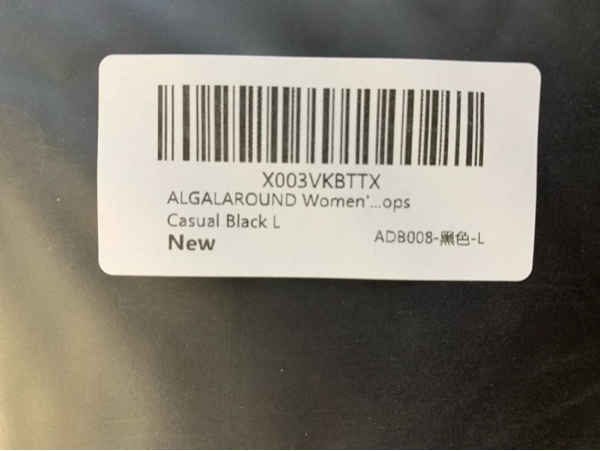 X003VKBTTX
ALGALAROUND Women'...ops
Casual Black L
New
ADB008-黑色-L